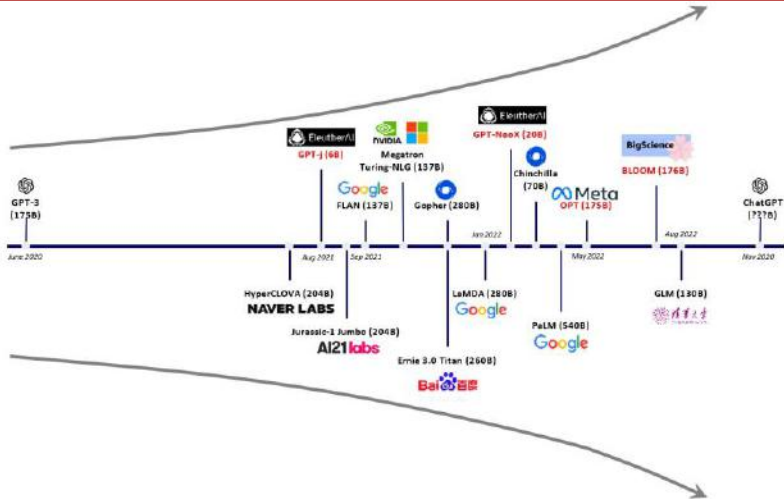 EleutherAI
GPT-j (6B)
NVIDIA
Megatron
Turing-NLG (137B)
EleutherAI
GPT-NeoX (20B)
BigScience
BLOOM (176B)
GPT-3
(175B)
Google
FLAN (137B)
Gopher (280B)
Chinchilla
(70B)
Meta
OPT (175B)
ChatGPT
(???B)
June 2020
Aug 2021
Sep 2021
Jan 2022
May 2022
Aug 2022
Nov 2020
HyperCLOVA (204B)
NAVER LABS
Jurassic-1 Jumbo (204B)
AI21labs
Ernie 3.0 Titan (260B)
Bai百度
LaMDA (280B)
Google
PaLM (540B)
Google
GLM (130B)